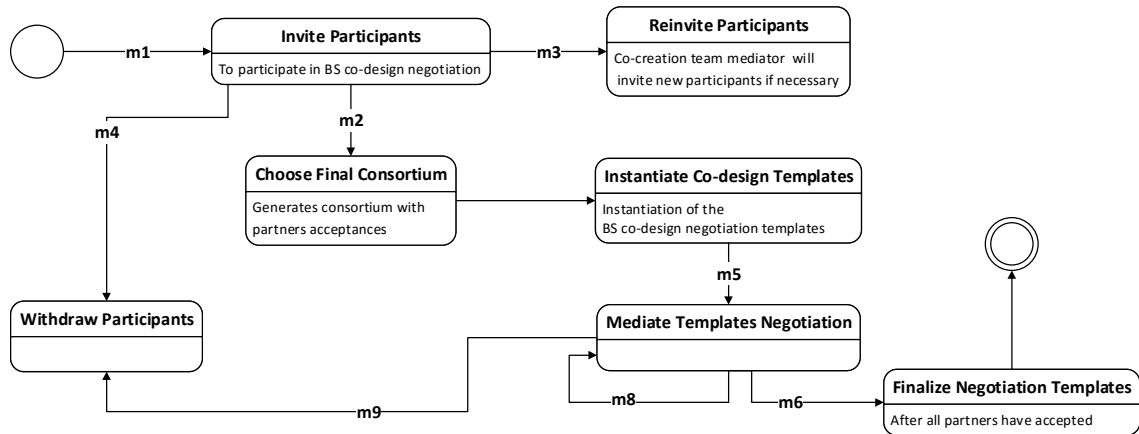 Invite Participants
To participate in BS co-design negotiation
Reinvite Participants
Co-creation team mediator will
invite new participants if necessary
m1
m3
m4
m2
Choose Final Consortium
Generates consortium with
partners acceptances
Instantiate Co-design Templates
Instantiation of the
BS co-design negotiation templates
m5
Withdraw Participants
Mediate Templates Negotiation
m8
m9
m6
Finalize Negotiation Templates
After all partners have accepted